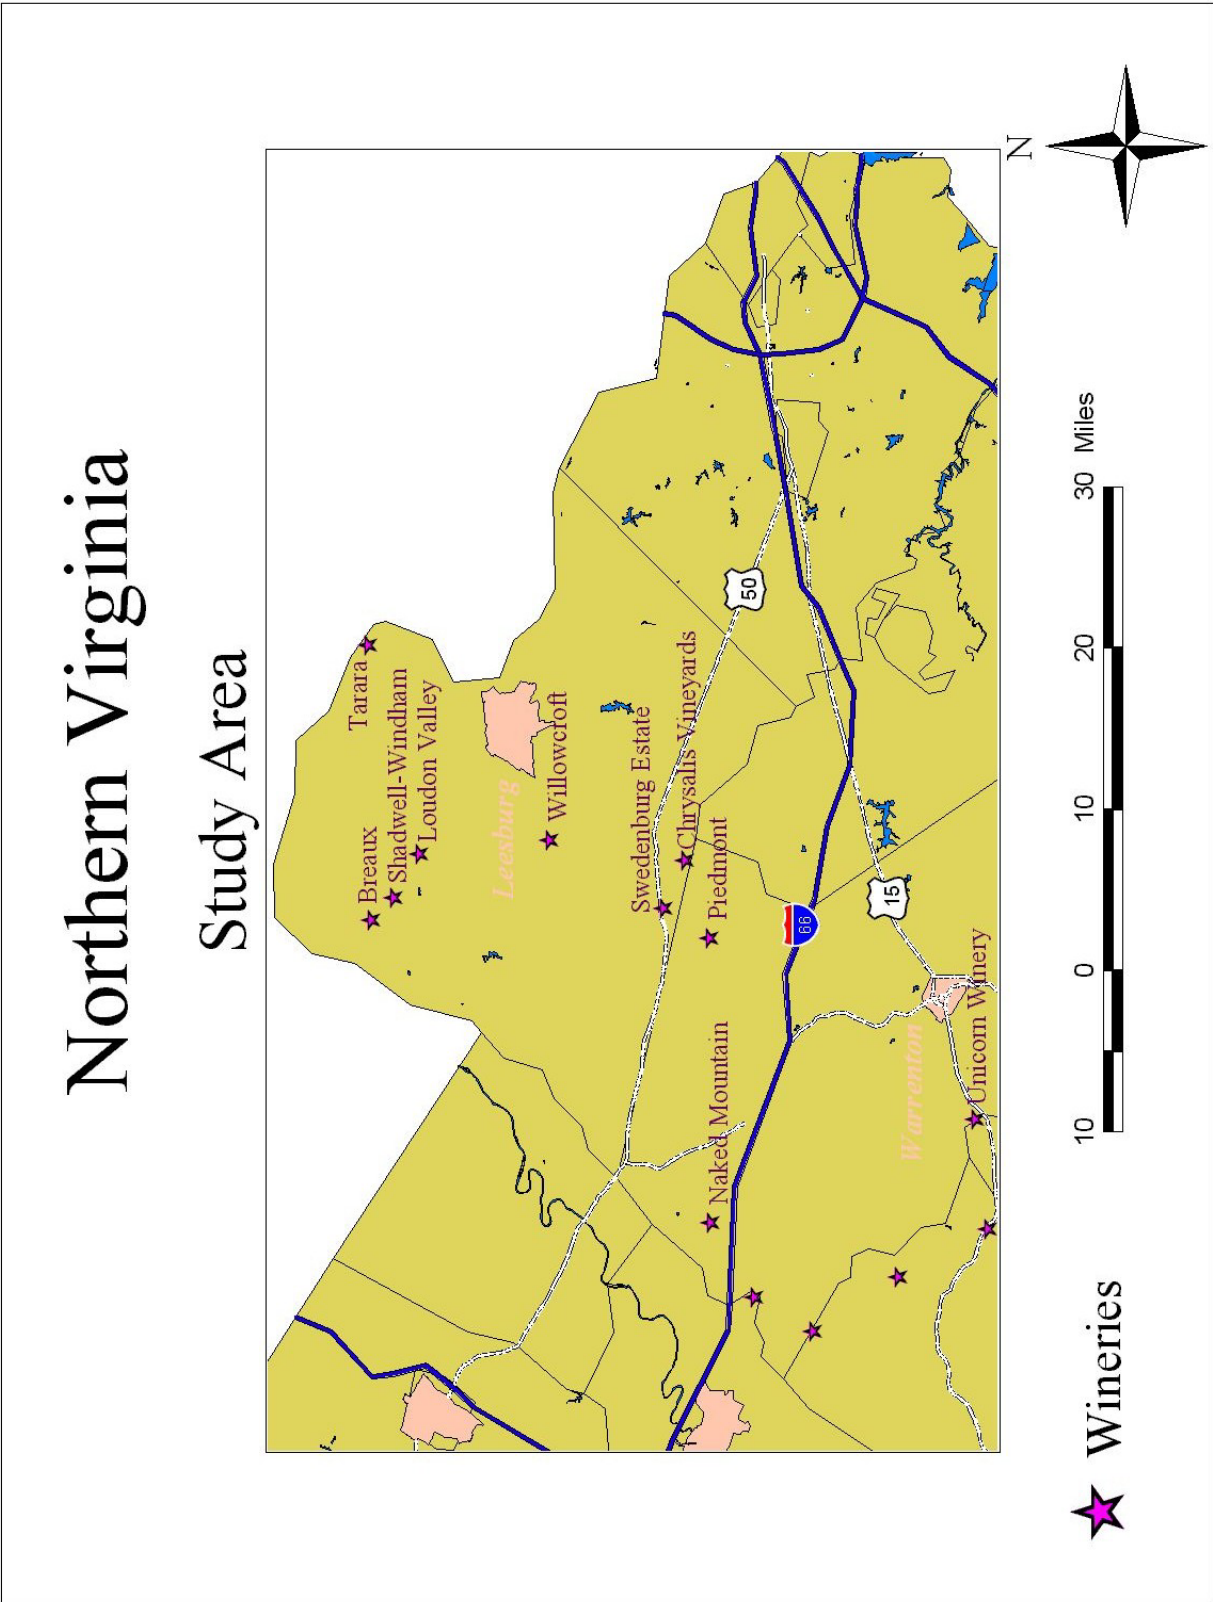 Northern Virginia
Study Area
Tarara
Breaux
Shadwell-Windham
Loudon Valley
Leesburg
Willowcroft
Swedenburg Estate
Chrysalis Vineyards
Piedmont
50
Naked Mountain
66
15
Warrenton
Unicorn Winery
N
Wineries
10 0 10 20 30 Miles